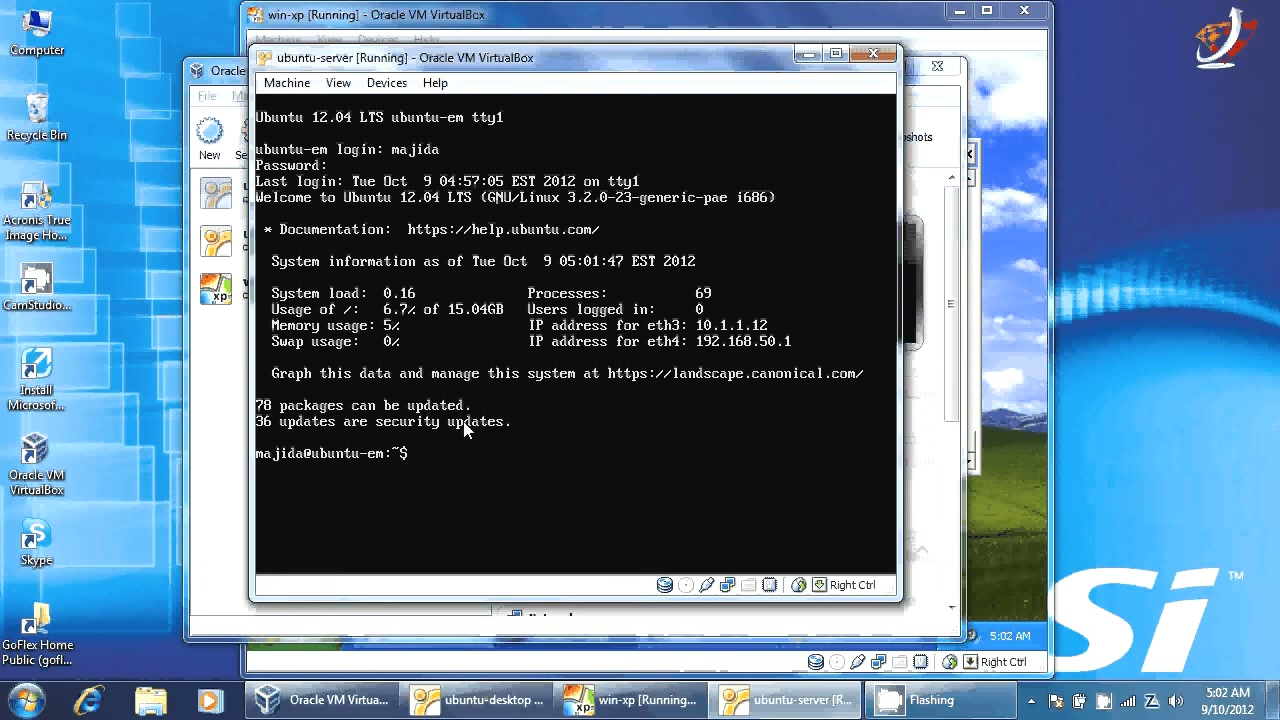 win-xp [Running] - Oracle VM VirtualBox
Machine View Devices Help
ubuntu-server [Running] - Oracle VM VirtualBox
Machine View Devices Help
Oracle
File
New
xp
Ubuntu 12.04 LTS ubuntu-em tty1
ubuntu-em login: majida
Password:
Last login: Tue Oct  9 04:57:05 EST 2012 on tty1
Welcome to Ubuntu 12.04 LTS (GNU/Linux 3.2.0-23-generic-pae i686)
* Documentation:  https://help.ubuntu.com/
System information as of Tue Oct  9 05:01:47 EST 2012
System load:  0.16 Processes: 69
Usage of /: 6.7% of 15.04GB Users logged in: 0
Memory usage: 5% IP address for eth3: 10.1.1.12
Swap usage: 0% IP address for eth4: 192.168.50.1
Graph this data and manage this system at https://landscape.canonical.com/
78 packages can be updated.
36 updates are security updates.
majida@ubuntu-em:~$
Right Ctrl
5:02 AM
Right Ctrl
Computer
Recycle Bin
Acronis True
Image Ho...
CamStudio...
Install
Microsoft...
Oracle VM
VirtualBox
Skype
GoFlex Home
Public (gofl...
Si™
Oracle VM Virtua...
ubuntu-desktop ...
win-xp [Running...
ubuntu-server [R...
Flashing
5:02 AM
9/10/2012